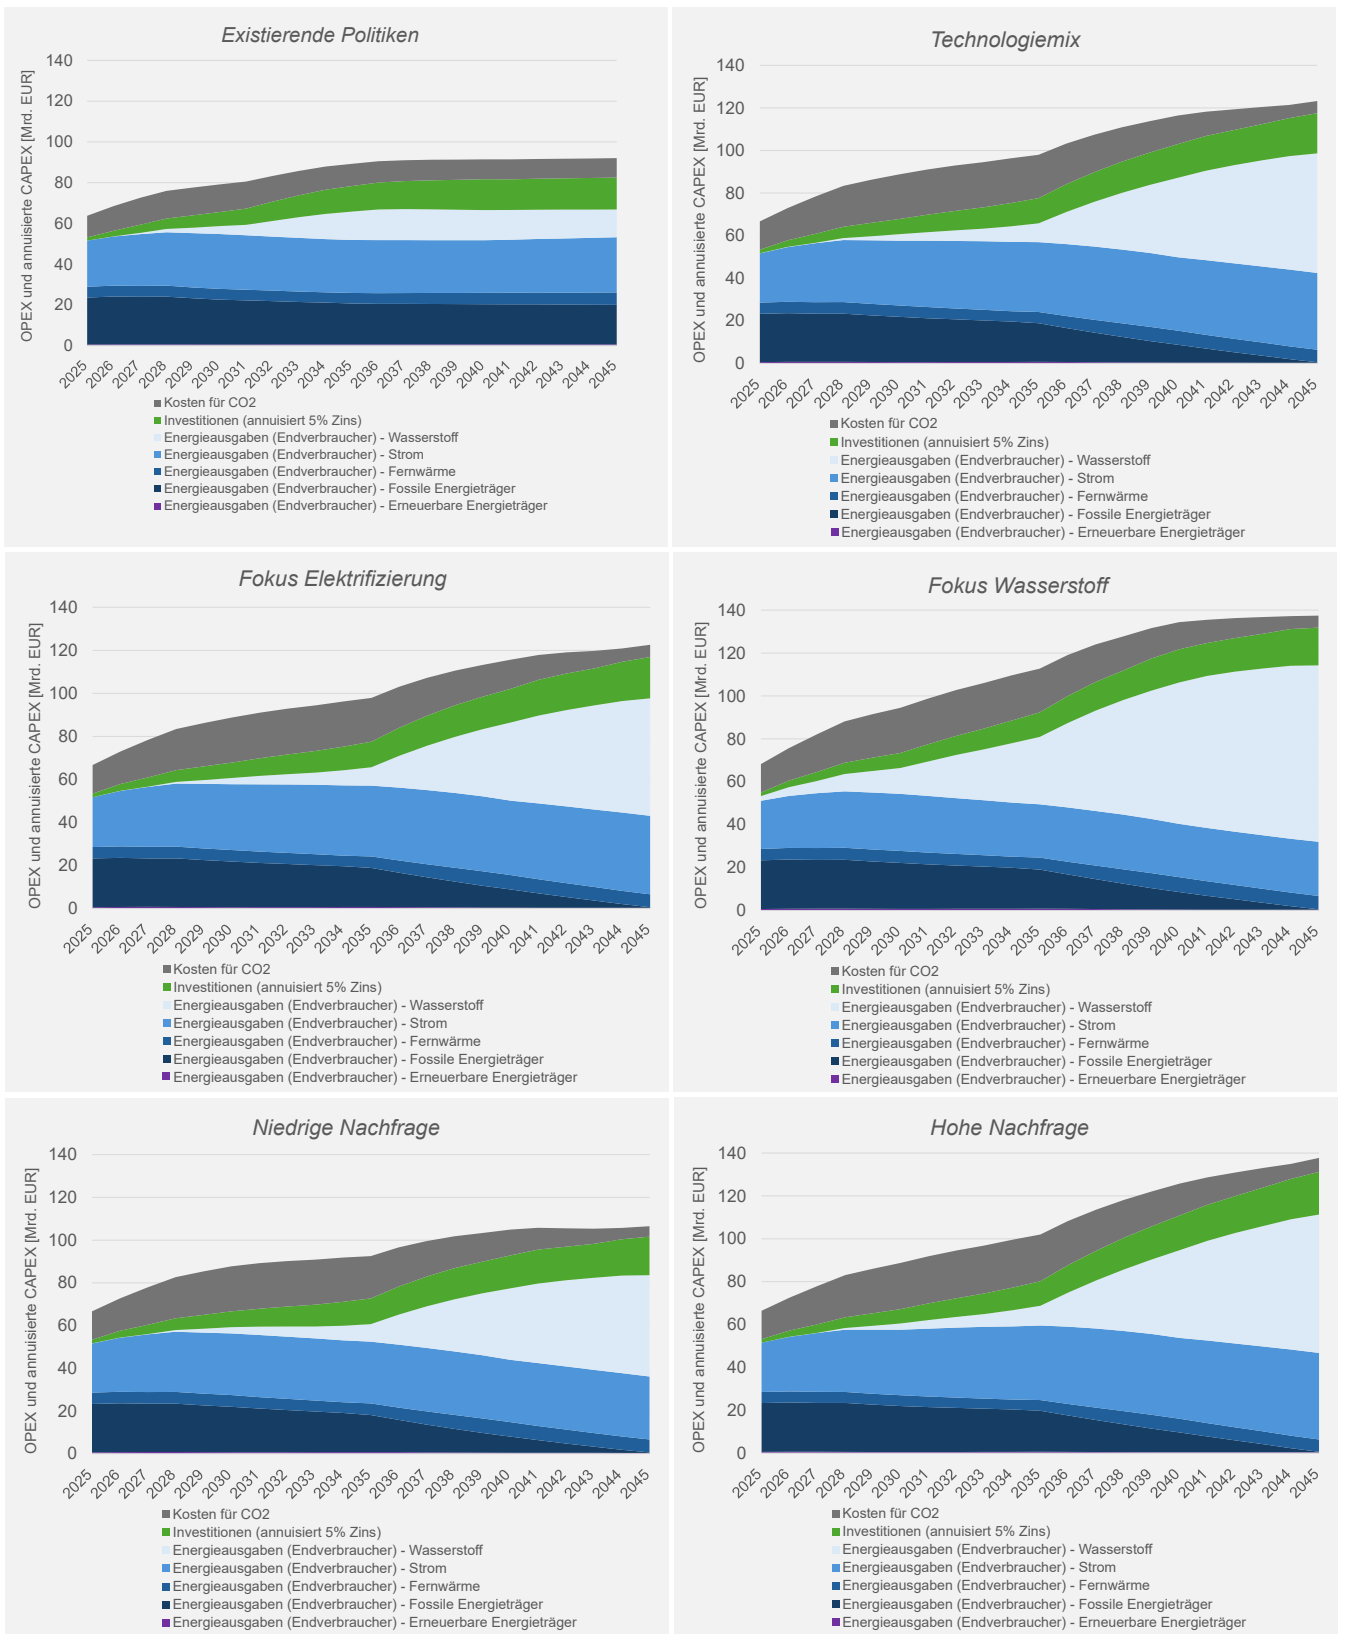 Existierende Politiken
OPEX und annuisierte CAPEX [Mrd. EUR]
140
120
100
80
60
40
20
0
2025 2026 2027 2028 2029 2030 2031 2032 2033 2034 2035 2036 2037 2038 2039 2040 2041 2042 2043 2044 2045
Kosten für CO2
Investitionen (annuisiert 5% Zins)
Energieausgaben (Endverbraucher) - Wasserstoff
Energieausgaben (Endverbraucher) - Strom
Energieausgaben (Endverbraucher) - Fernwärme
Energieausgaben (Endverbraucher) - Fossile Energieträger
Energieausgaben (Endverbraucher) - Erneuerbare Energieträger
Technologiemix
OPEX und annuisierte CAPEX [Mrd. EUR]
140
120
100
80
60
40
20
0
2025 2026 2027 2028 2029 2030 2031 2032 2033 2034 2035 2036 2037 2038 2039 2040 2041 2042 2043 2044 2045
Kosten für CO2
Investitionen (annuisiert 5% Zins)
Energieausgaben (Endverbraucher) - Wasserstoff
Energieausgaben (Endverbraucher) - Strom
Energieausgaben (Endverbraucher) - Fernwärme
Energieausgaben (Endverbraucher) - Fossile Energieträger
Energieausgaben (Endverbraucher) - Erneuerbare Energieträger
Fokus Elektrifizierung
OPEX und annuisierte CAPEX [Mrd. EUR]
140
120
100
80
60
40
20
0
2025 2026 2027 2028 2029 2030 2031 2032 2033 2034 2035 2036 2037 2038 2039 2040 2041 2042 2043 2044 2045
Kosten für CO2
Investitionen (annuisiert 5% Zins)
Energieausgaben (Endverbraucher) - Wasserstoff
Energieausgaben (Endverbraucher) - Strom
Energieausgaben (Endverbraucher) - Fernwärme
Energieausgaben (Endverbraucher) - Fossile Energieträger
Energieausgaben (Endverbraucher) - Erneuerbare Energieträger
Fokus Wasserstoff
OPEX und annuisierte CAPEX [Mrd. EUR]
140
120
100
80
60
40
20
0
2025 2026 2027 2028 2029 2030 2031 2032 2033 2034 2035 2036 2037 2038 2039 2040 2041 2042 2043 2044 2045
Kosten für CO2
Investitionen (annuisiert 5% Zins)
Energieausgaben (Endverbraucher) - Wasserstoff
Energieausgaben (Endverbraucher) - Strom
Energieausgaben (Endverbraucher) - Fernwärme
Energieausgaben (Endverbraucher) - Fossile Energieträger
Energieausgaben (Endverbraucher) - Erneuerbare Energieträger
Niedrige Nachfrage
OPEX und annuisierte CAPEX [Mrd. EUR]
140
120
100
80
60
40
20
0
2025 2026 2027 2028 2029 2030 2031 2032 2033 2034 2035 2036 2037 2038 2039 2040 2041 2042 2043 2044 2045
Kosten für CO2
Investitionen (annuisiert 5% Zins)
Energieausgaben (Endverbraucher) - Wasserstoff
Energieausgaben (Endverbraucher) - Strom
Energieausgaben (Endverbraucher) - Fernwärme
Energieausgaben (Endverbraucher) - Fossile Energieträger
Energieausgaben (Endverbraucher) - Erneuerbare Energieträger
Hohe Nachfrage
OPEX und annuisierte CAPEX [Mrd. EUR]
140
120
100
80
60
40
20
0
2025 2026 2027 2028 2029 2030 2031 2032 2033 2034 2035 2036 2037 2038 2039 2040 2041 2042 2043 2044 2045
Kosten für CO2
Investitionen (annuisiert 5% Zins)
Energieausgaben (Endverbraucher) - Wasserstoff
Energieausgaben (Endverbraucher) - Strom
Energieausgaben (Endverbraucher) - Fernwärme
Energieausgaben (Endverbraucher) - Fossile Energieträger
Energieausgaben (Endverbraucher) - Erneuerbare Energieträger